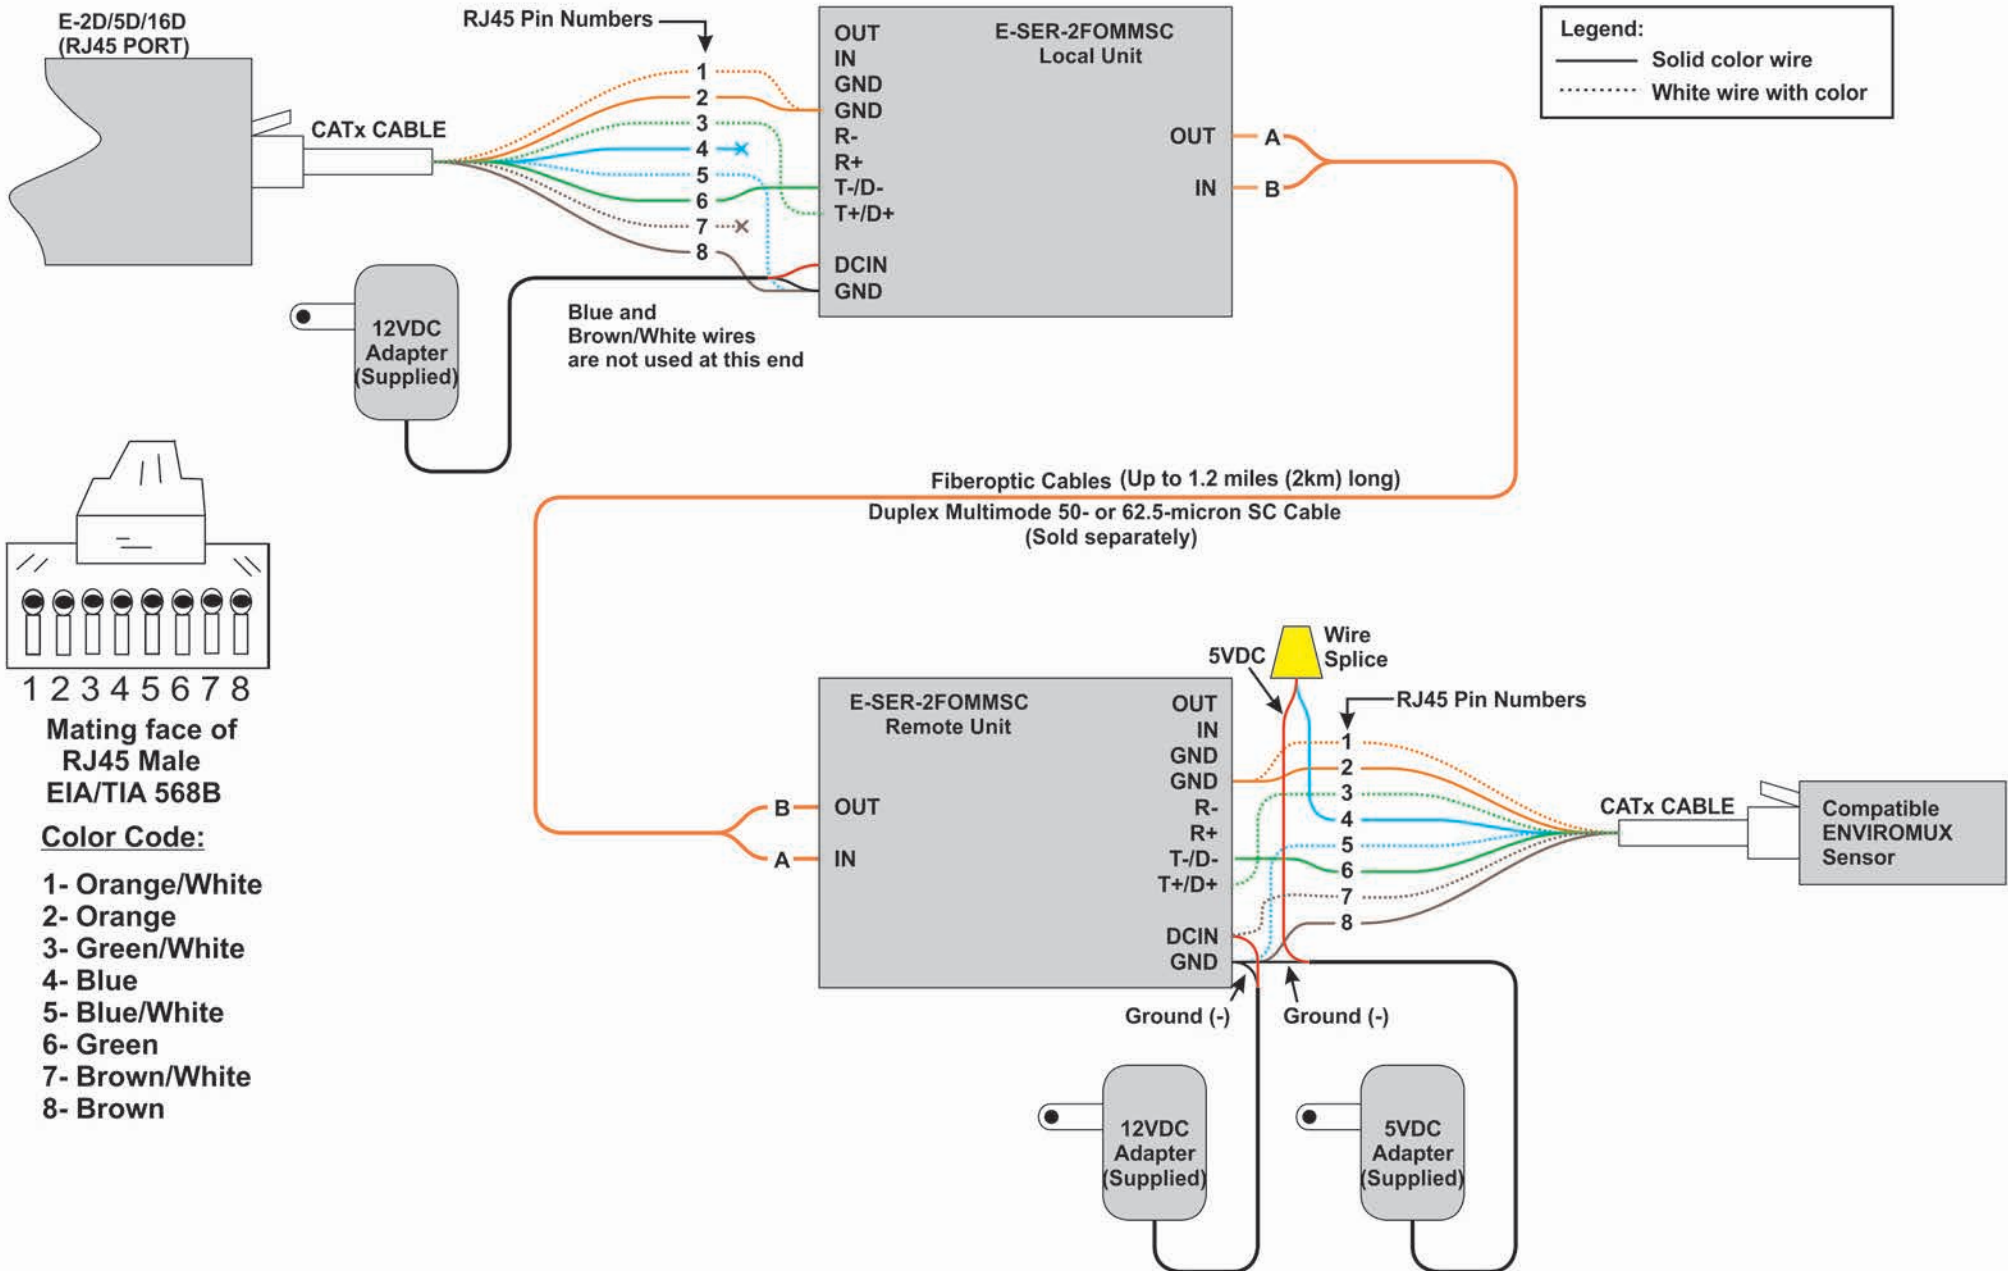 E-2D/5D/16D
(RJ45 PORT)
RJ45 Pin Numbers
CATx CABLE
1
2
3
4
5
6
7
8
OUT
IN
GND
GND
R-
R+
T-/D-
T+/D+
DCIN
GND
E-SER-2FOMMSC
Local Unit
OUT
IN
A
B
Legend:
Solid color wire
White wire with color
12VDC
Adapter
(Supplied)
Blue and
Brown/White wires
are not used at this end
Fiberoptic Cables (Up to 1.2 miles (2km) long)
Duplex Multimode 50- or 62.5-micron SC Cable
(Sold separately)
1 2 3 4 5 6 7 8
Mating face of
RJ45 Male
EIA/TIA 568B
Color Code:
1- Orange/White
2- Orange
3- Green/White
4- Blue
5- Blue/White
6- Green
7- Brown/White
8- Brown
E-SER-2FOMMSC
Remote Unit
B
A
OUT
IN
OUT
IN
GND
GND
R-
R+
T-/D-
T+/D+
DCIN
GND
5VDC
Wire
Splice
RJ45 Pin Numbers
1
2
3
4
5
6
7
8
CATx CABLE
Compatible
ENVIROMUX
Sensor
Ground (-)
Ground (-)
12VDC
Adapter
(Supplied)
5VDC
Adapter
(Supplied)